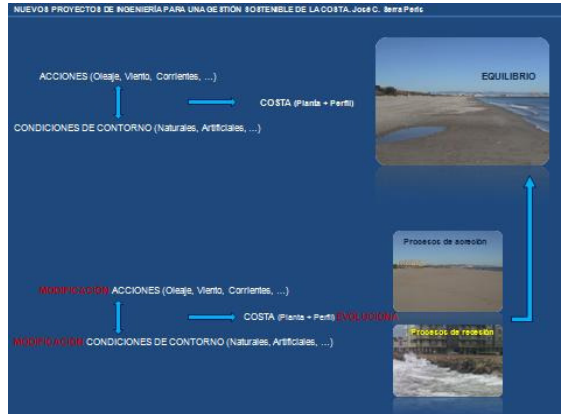 NUEVOS PROYECTOS DE INGENIERÍA PARA UNA GESTIÓN SOSTENIBLE DE LA COSTA. José C. Serra Peris
ACCIONES (Oleaje, Viento, Corrientes, ...)
EQUILIBRIO
COSTA (Planta + Perfil)
CONDICIONES DE CONTORNO (Naturales, Artificiales, ...)
Procesos de acreción
MODIFICACIÓN ACCIONES (Oleaje, Viento, Corrientes, ...)
COSTA (Planta + Perfil) EVOLUCIONA
Procesos de recesión
MODIFICACIÓN CONDICIONES DE CONTORNO (Naturales, Artificiales, ...)